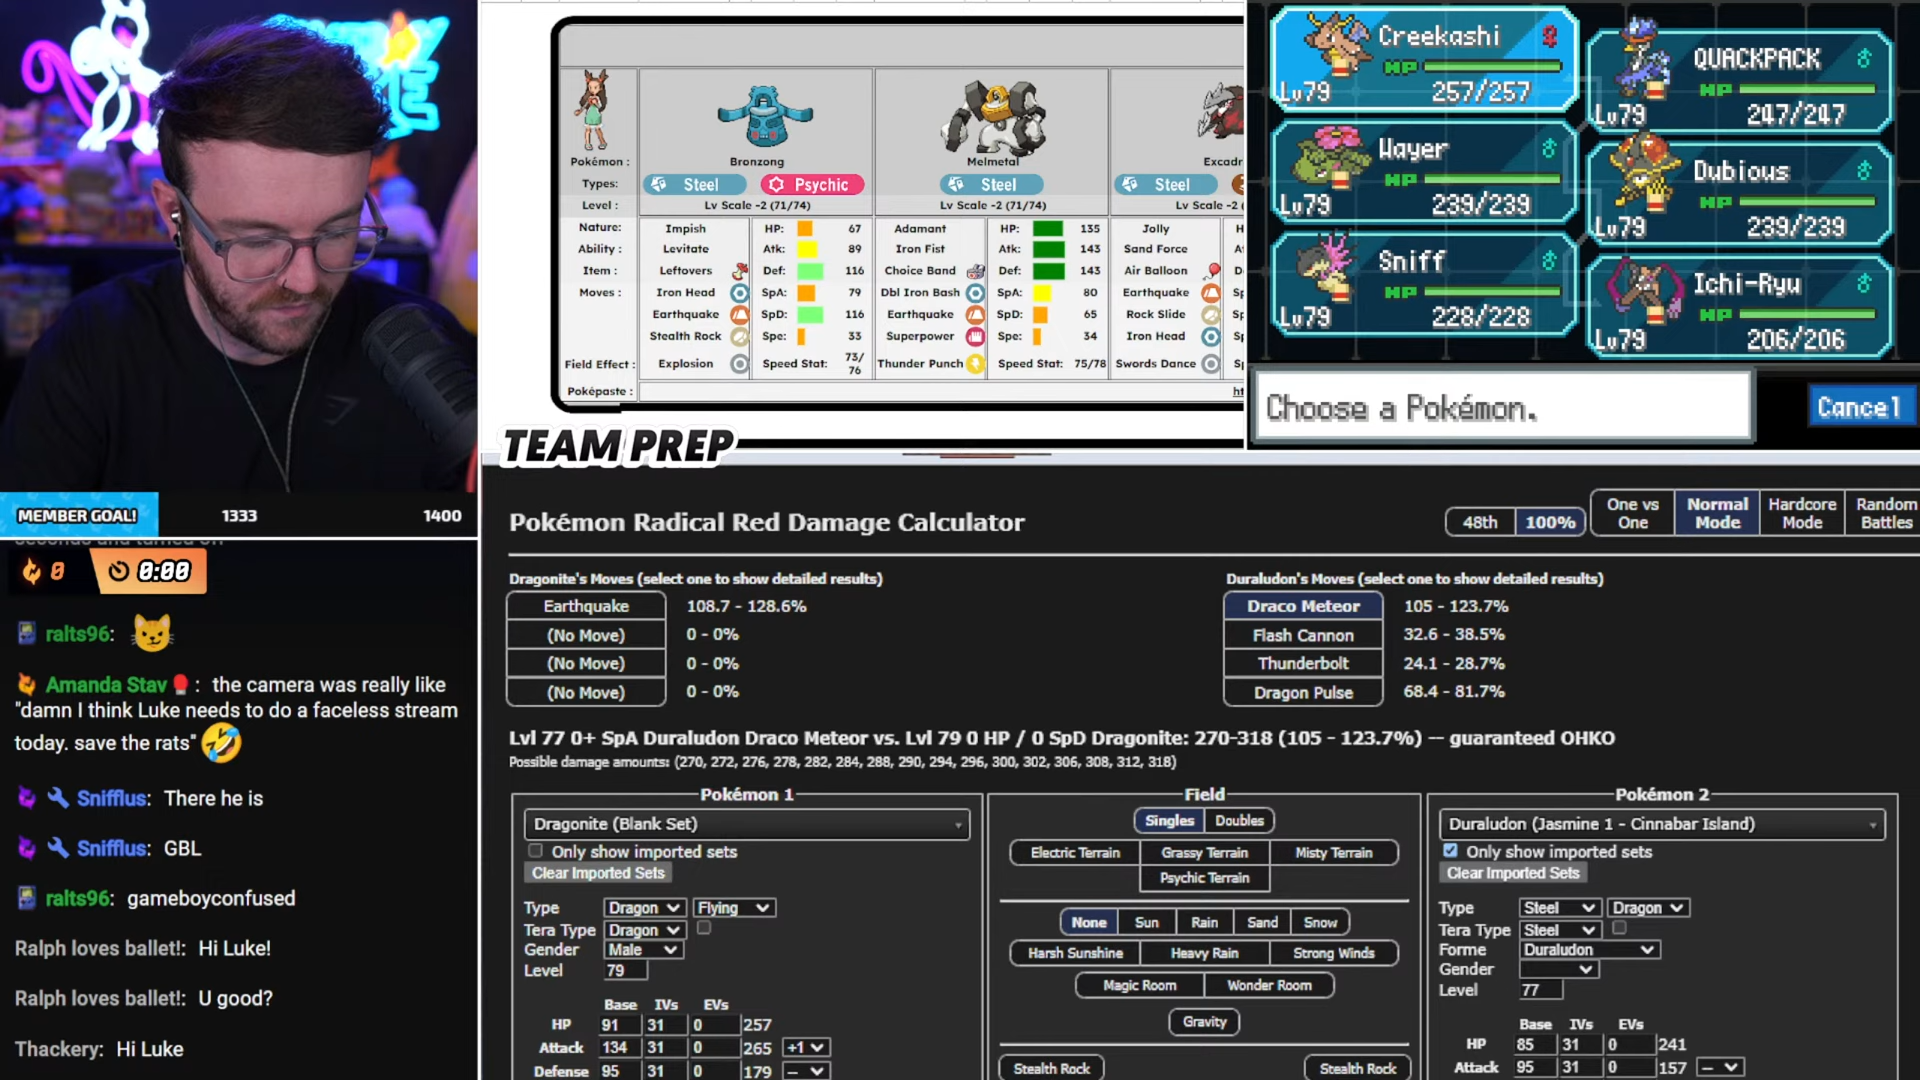 Pokémon :
Types:
Level :
Nature:
Ability :
Item :
Moves :
Field Effect :
Poképaste :
Bronzong
Steel
Psychic
Lv Scale -2 (71/74)
Impish
Levitate
Leftovers
Iron Head
Earthquake
Stealth Rock
Explosion
HP: 67
Atk: 89
Def: 116
SpA: 79
SpD: 116
Spe: 33
Speed Stat: 73/76
Melmetal
Steel
Lv Scale -2 (71/74)
Adamant
Iron Fist
Choice Band
Dbl Iron Bash
Earthquake
Superpower
Thunder Punch
HP: 135
Atk: 143
Def: 143
SpA: 80
SpD: 65
Spe: 34
Speed Stat: 75/78
Excadr
Steel
Lv Scale -2
Jolly
Sand Force
Air Balloon
Earthquake
Rock Slide
Iron Head
Swords Dance
TEAM PREP
Creekashi
HP
Lv79 257/257
QUACKPACK
HP
Lv79 247/247
Wayer
HP
Lv79 239/239
Dubious
HP
Lv79 239/239
Sniff
HP
Lv79 228/228
Ichi-Ryu
HP
Lv79 206/206
Choose a Pokémon.
Cancel
MEMBER GOAL! 1333 1400
seconds and turned on
0 0:00
ralts96:
Amanda Stav : the camera was really like
"damn I think Luke needs to do a faceless stream
today. save the rats"
Snifflus: There he is
Snifflus: GBL
ralts96: gameboyconfused
Ralph loves ballet!: Hi Luke!
Ralph loves ballet!: U good?
Thackery: Hi Luke
Pokémon Radical Red Damage Calculator
48th 100%
One vs One
Normal Mode
Hardcore Mode
Random Battles
Dragonite's Moves (select one to show detailed results)
Earthquake 108.7 - 128.6%
(No Move) 0 - 0%
(No Move) 0 - 0%
(No Move) 0 - 0%
Duraludon's Moves (select one to show detailed results)
Draco Meteor 105 - 123.7%
Flash Cannon 32.6 - 38.5%
Thunderbolt 24.1 - 28.7%
Dragon Pulse 68.4 - 81.7%
Lvl 77 0+ SpA Duraludon Draco Meteor vs. Lvl 79 0 HP / 0 SpD Dragonite: 270-318 (105 - 123.7%) -- guaranteed OHKO
Possible damage amounts: (270, 272, 276, 278, 282, 284, 288, 290, 294, 296, 300, 302, 306, 308, 312, 318)
Pokémon 1
Dragonite (Blank Set)
Only show imported sets
Clear Imported Sets
Type Dragon Flying
Tera Type Dragon
Gender Male
Level 79
Base IVs EVs
HP 91 31 0 257
Attack 134 31 0 265 +1
Defense 95 31 0 179 --
Field
Singles Doubles
Electric Terrain Grassy Terrain Misty Terrain
Psychic Terrain
None Sun Rain Sand Snow
Harsh Sunshine Heavy Rain Strong Winds
Magic Room Wonder Room
Gravity
Stealth Rock Stealth Rock
Pokémon 2
Duraludon (Jasmine 1 - Cinnabar Island)
Only show imported sets
Clear Imported Sets
Type Steel Dragon
Tera Type Steel
Forme Duraludon
Gender
Level 77
Base IVs EVs
HP 85 31 0 241
Attack 95 31 0 157 --